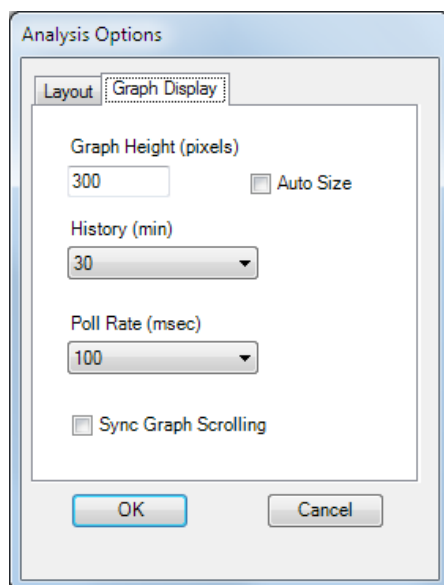 Analysis Options
Layout Graph Display
Graph Height (pixels)
300 Auto Size
History (min)
30
Poll Rate (msec)
100
Sync Graph Scrolling
OK Cancel